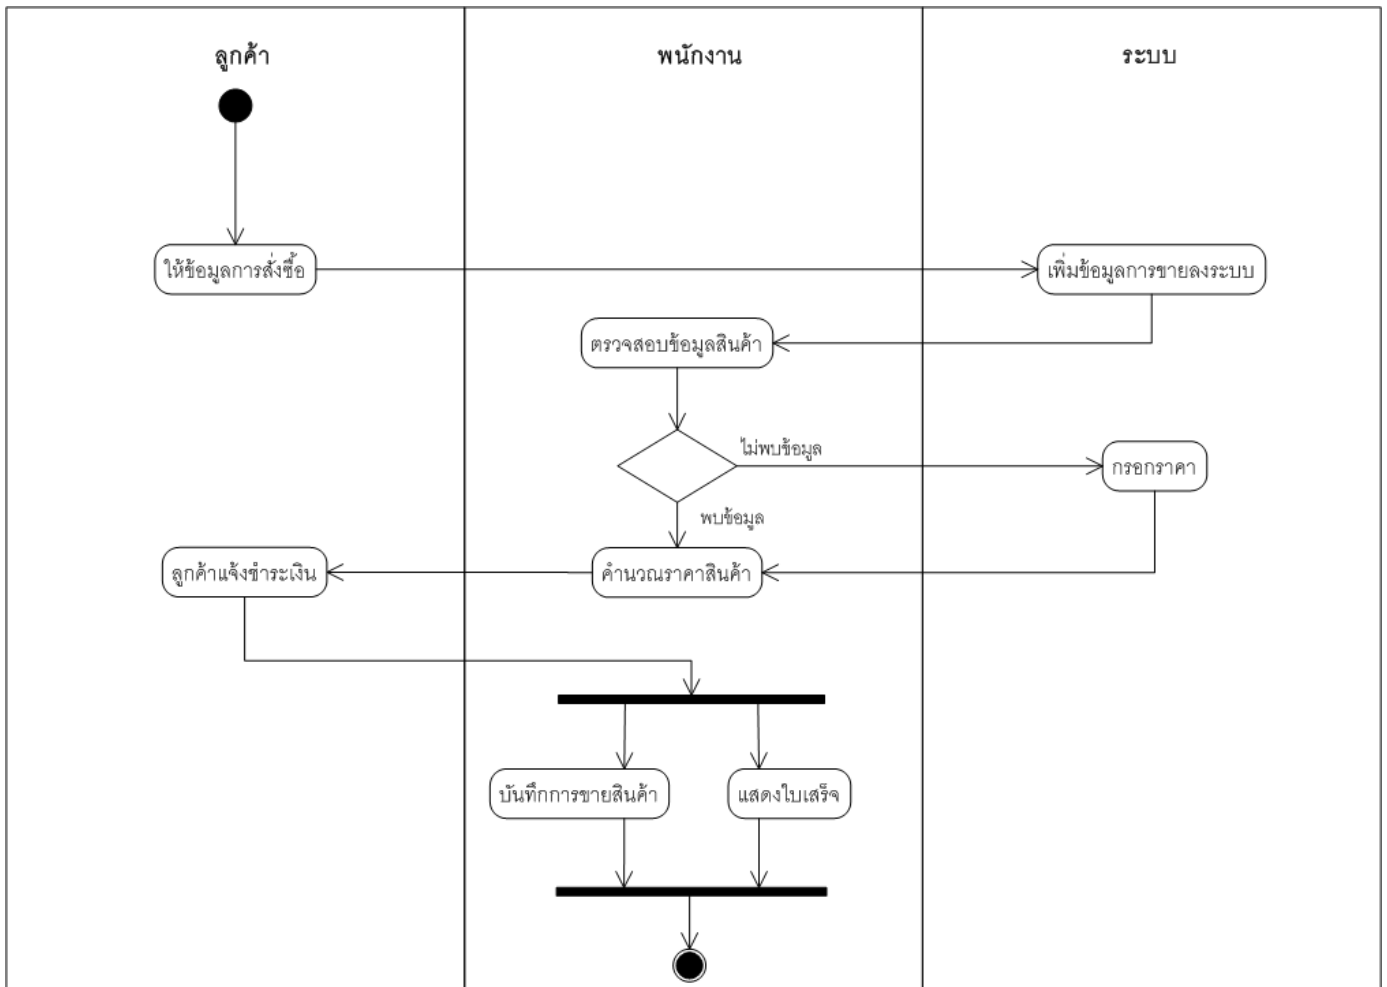 ลูกค้า
พนักงาน
ระบบ
ให้ข้อมูลการสั่งซื้อ
เพิ่มข้อมูลการขายลงระบบ
ตรวจสอบข้อมูลสินค้า
ไม่พบข้อมูล
กรอกราคา
พบข้อมูล
ลูกค้าแจ้งชำระเงิน
คำนวณราคาสินค้า
บันทึกการขายสินค้า
แสดงใบเสร็จ